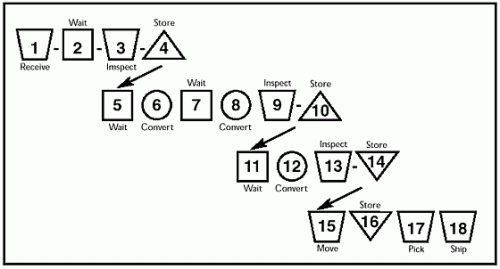 Wait Store
1 - 2 - 3 - 4
Receive Imspect
Wait Inspect Store
5 6 7 8 9 - 10
Wait Convert Convert
Inspect Store
11 12 13 - 14
Wait Convert
Store
15 16 17 18
Move Pick Ship